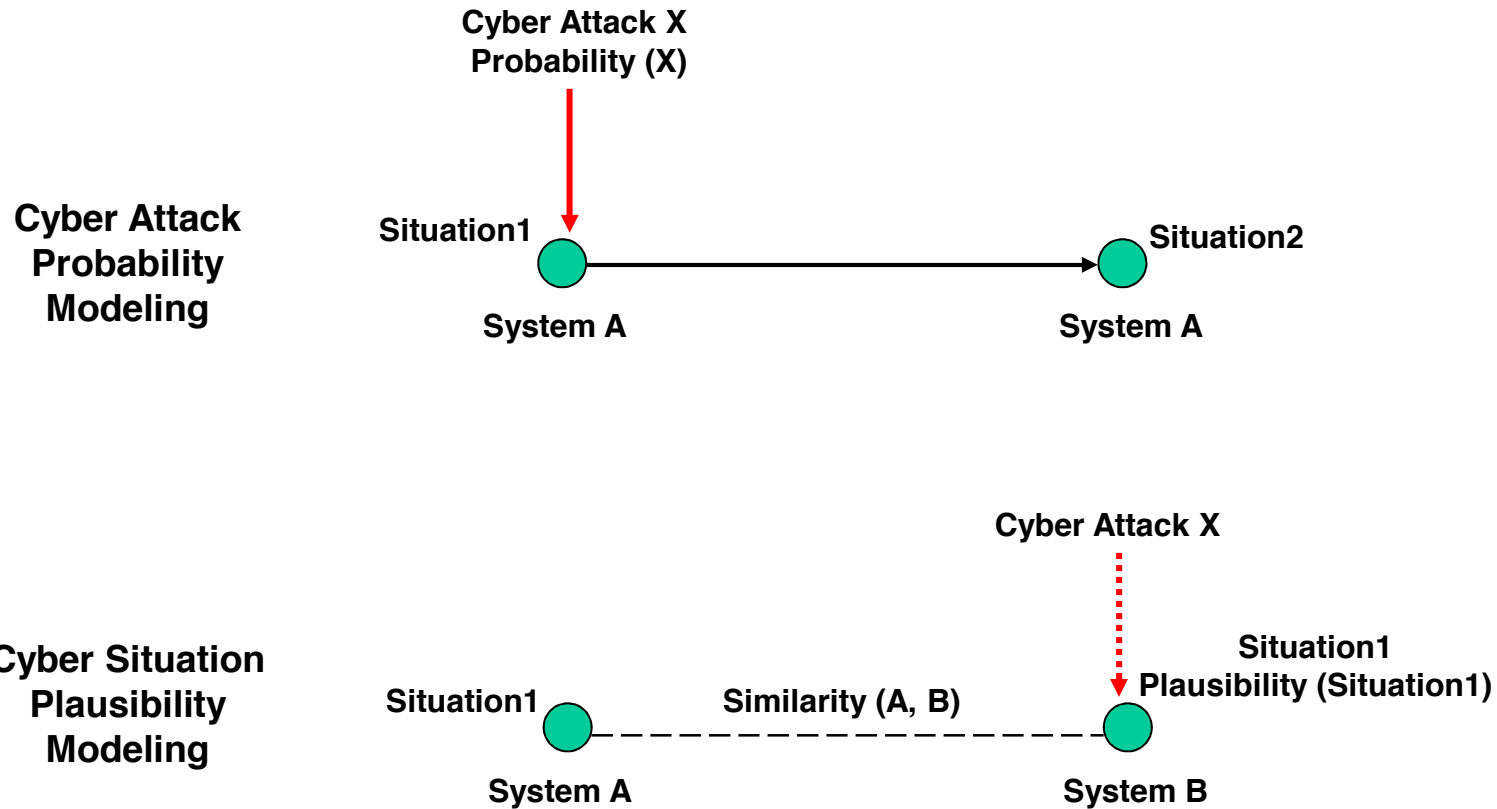 Cyber Attack X
Probability (X)
Cyber Attack
Probability
Modeling
Situation1
Situation2
System A
System A
Cyber Attack X
Cyber Situation
Plausibility
Modeling
Situation1
Similarity (A, B)
Situation1
Plausibility (Situation1)
System A
System B